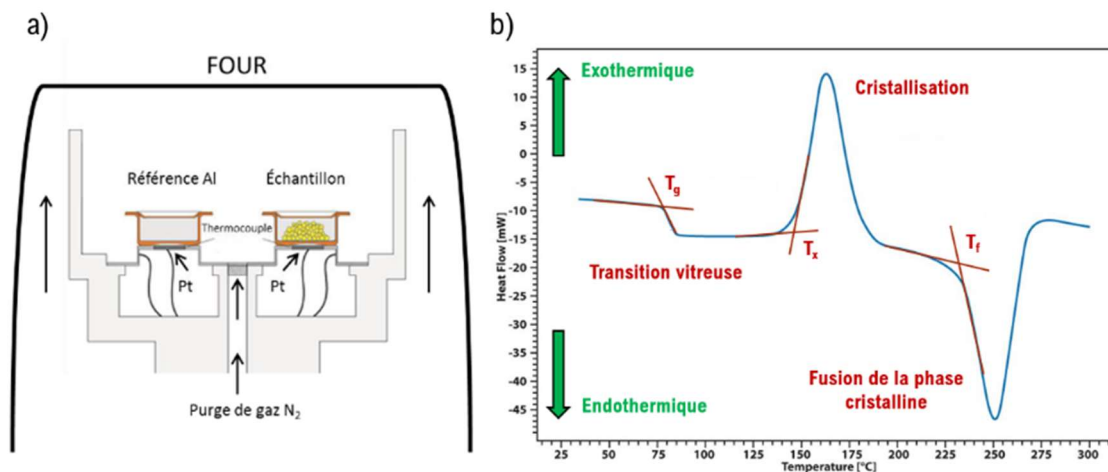 a)
FOUR
Référence Al
Échantillon
Thermocouple
Pt
Pt
Purge de gaz N₂
b)
Exothermique
Cristallisation
Tg
Tx
Tf
Transition vitreuse
Fusion de la phase
cristalline
Endothermique
Heat Flow [mW]
15
10
5
0
-5
-10
-15
-20
-25
-30
-35
-40
-45
25
50
75
100
125
150
175
200
225
250
275
300
Temperature [°C]